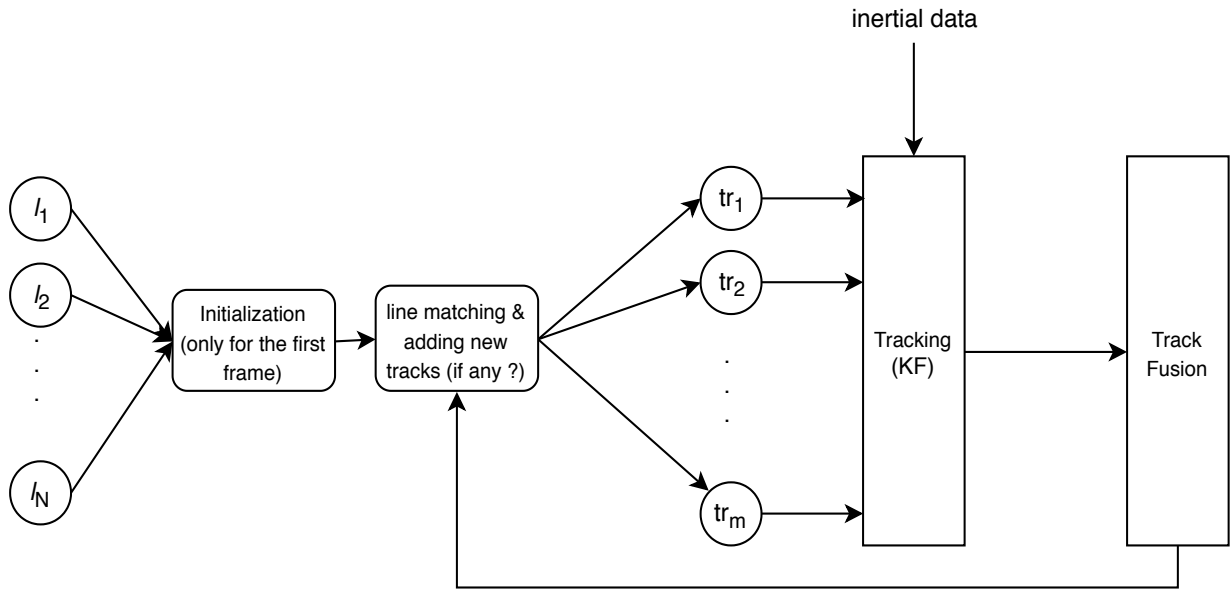 inertial data
l1
l2
.
.
.
lN
Initialization
(only for the first
frame)
line matching &
adding new
tracks (if any ?)
tr1
tr2
.
.
.
trm
Tracking
(KF)
Track
Fusion